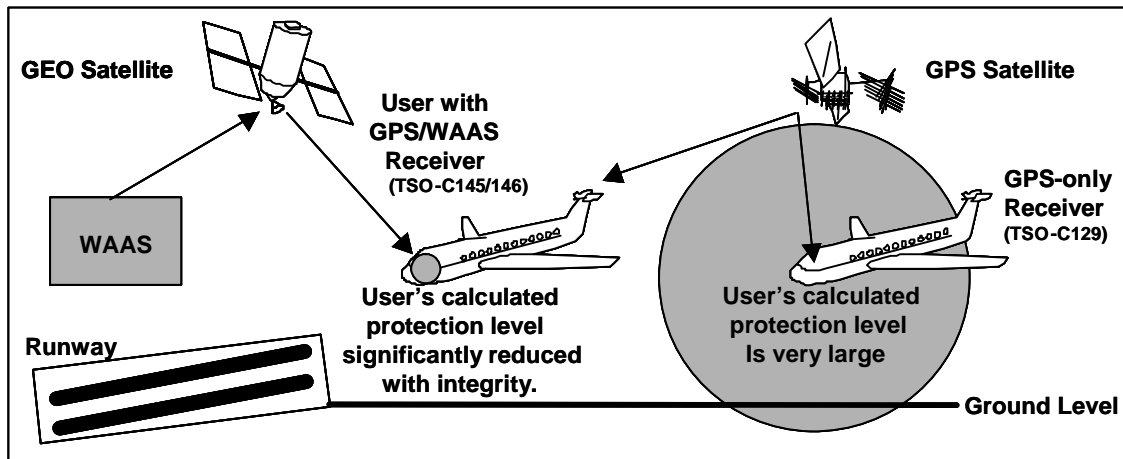 GEO Satellite
User with
GPS/WAAS
Receiver
(TSO-C145/146)
GPS Satellite
GPS-only
Receiver
(TSO-C129)
WAAS
User's calculated
protection level
significantly reduced
with integrity.
User's calculated
protection level
Is very large
Runway
Ground Level